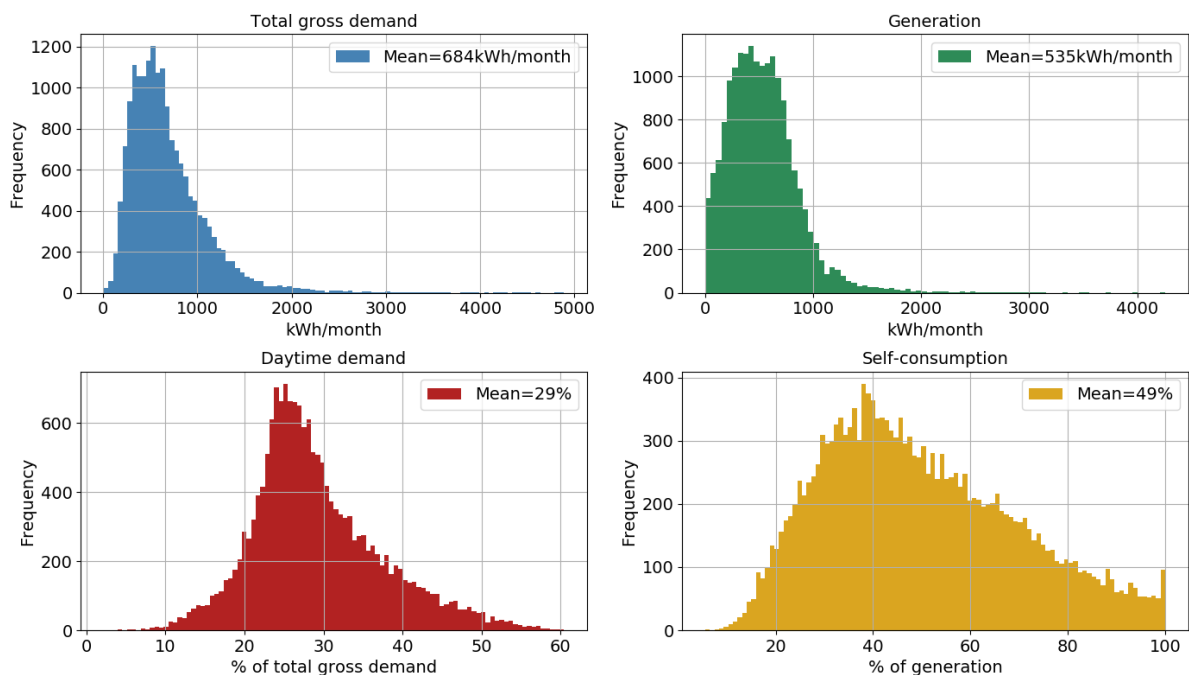 Total gross demand
Mean=684kWh/month
Frequency
1200
1000
800
600
400
200
0
0 1000 2000 3000 4000 5000
kWh/month
Generation
Mean=535kWh/month
Frequency
1000
800
600
400
200
0
0 1000 2000 3000 4000
kWh/month
Daytime demand
Mean=29%
Frequency
600
400
200
0
0 10 20 30 40 50 60
% of total gross demand
Self-consumption
Mean=49%
Frequency
400
300
200
100
0
20 40 60 80 100
% of generation